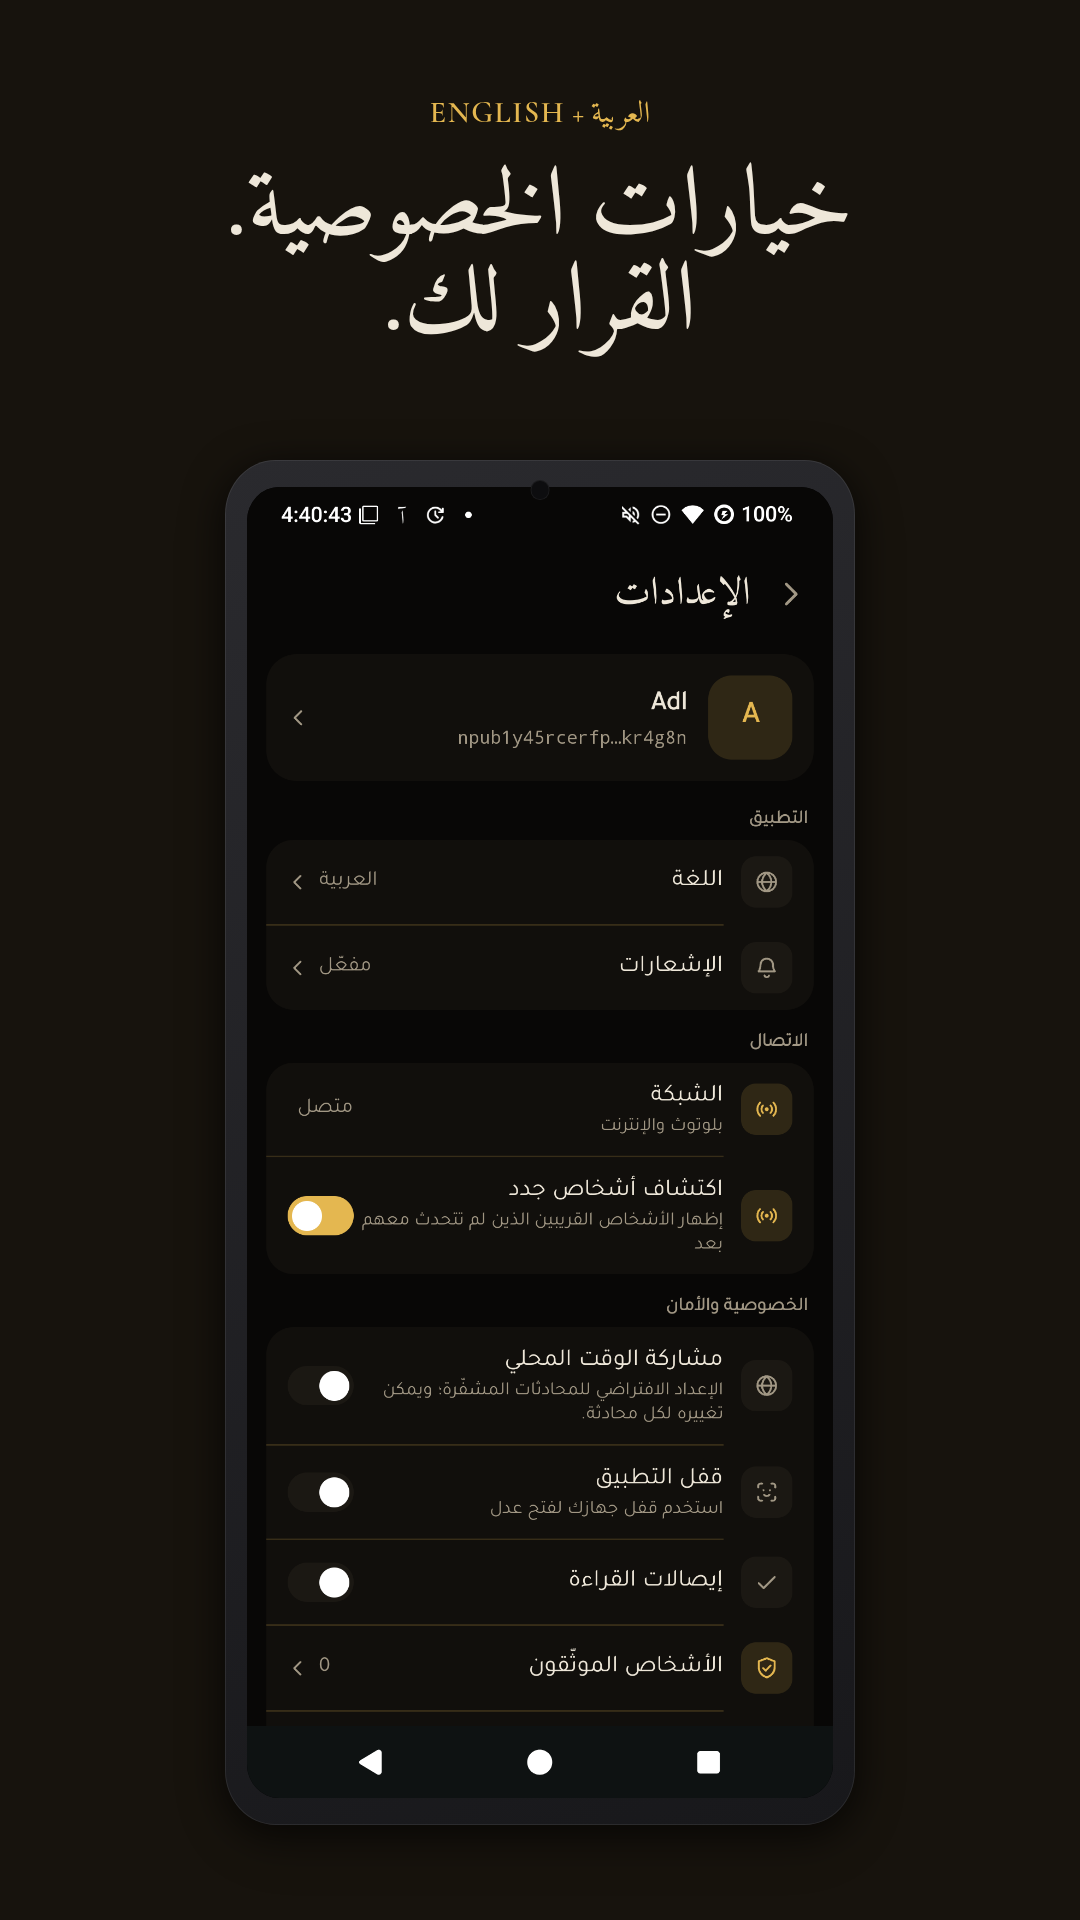 ENGLISH + العربية
خيارات الخصوصية.
القرار لك.
4:40:43
100%
الإعدادات
A
Adl
npub1y45rcerfp…kr4g8n
التطبيق
اللغة
العربية
الإشعارات
مفعّل
الاتصال
الشبكة
بلوتوث والإنترنت
متصل
اكتشاف أشخاص جدد
إظهار الأشخاص القريبين الذين لم تتحدث معهم
بعد
الخصوصية والأمان
مشاركة الوقت المحلي
الإعداد الافتراضي للمحادثات المشفّرة؛ ويمكن
تغييره لكل محادثة.
قفل التطبيق
استخدم قفل جهازك لفتح عدل
إيصالات القراءة
الأشخاص الموثّقون
0